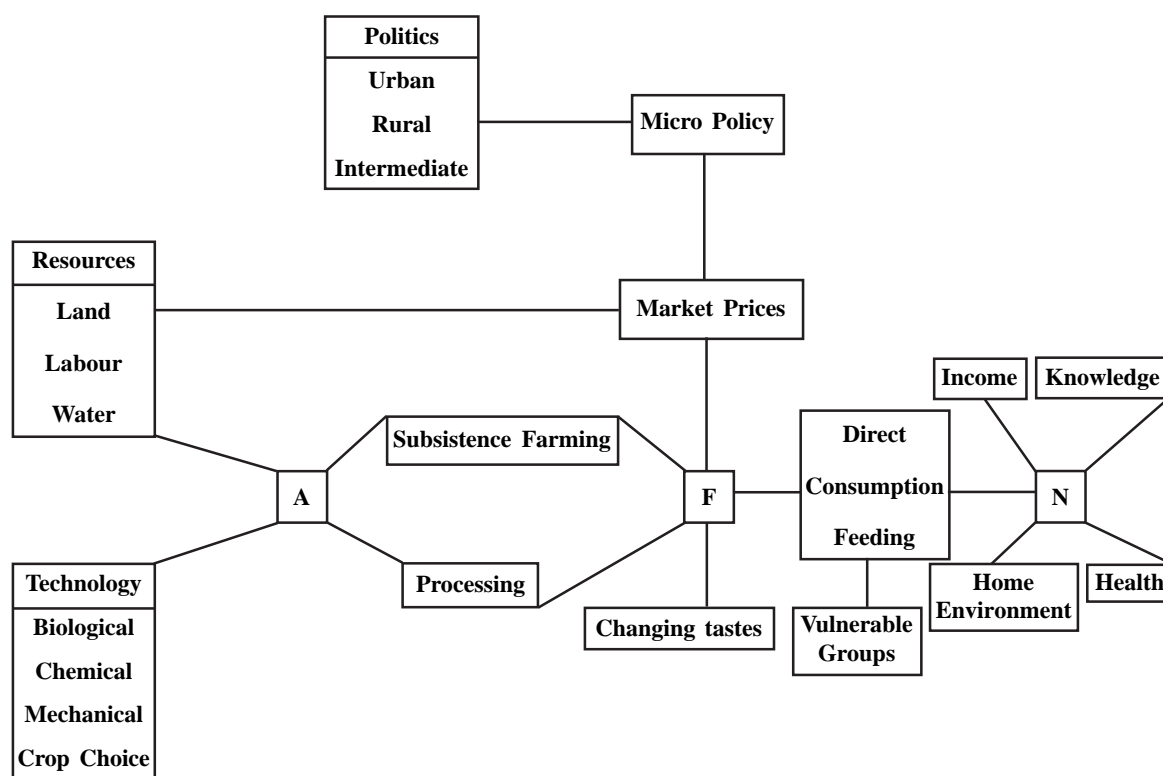 Politics
Urban
Rural
Intermediate
Micro Policy
Resources
Land
Labour
Water
Market Prices
Income
Knowledge
Subsistence Farming
Direct
Consumption
Feeding
A
F
N
Technology
Biological
Chemical
Mechanical
Crop Choice
Processing
Changing tastes
Vulnerable
Groups
Home
Environment
Health